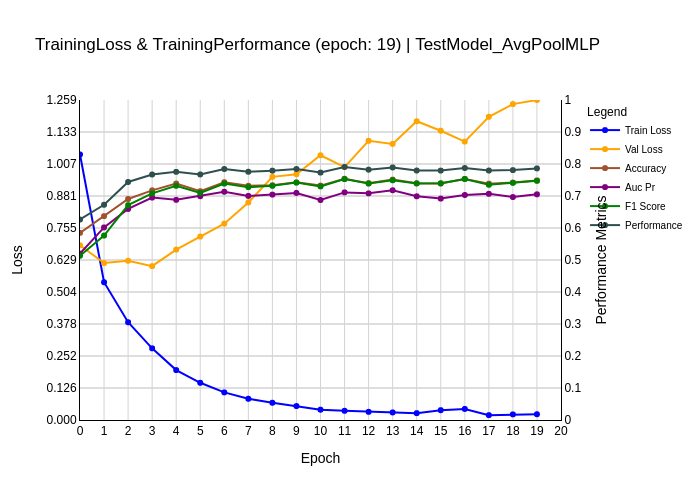 TrainingLoss & TrainingPerformance (epoch: 19) | TestModel_AvgPoolMLP
1.259
1.133
1.007
0.881
0.755
0.629
0.504
0.378
0.252
0.126
0.000
Loss
0 1 2 3 4 5 6 7 8 9 10 11 12 13 14 15 16 17 18 19 20
Epoch
1
0.9
0.8
0.7
0.6
0.5
0.4
0.3
0.2
0.1
0
Performance Metrics
Legend
Train Loss
Val Loss
Accuracy
Auc Pr
F1 Score
Performance